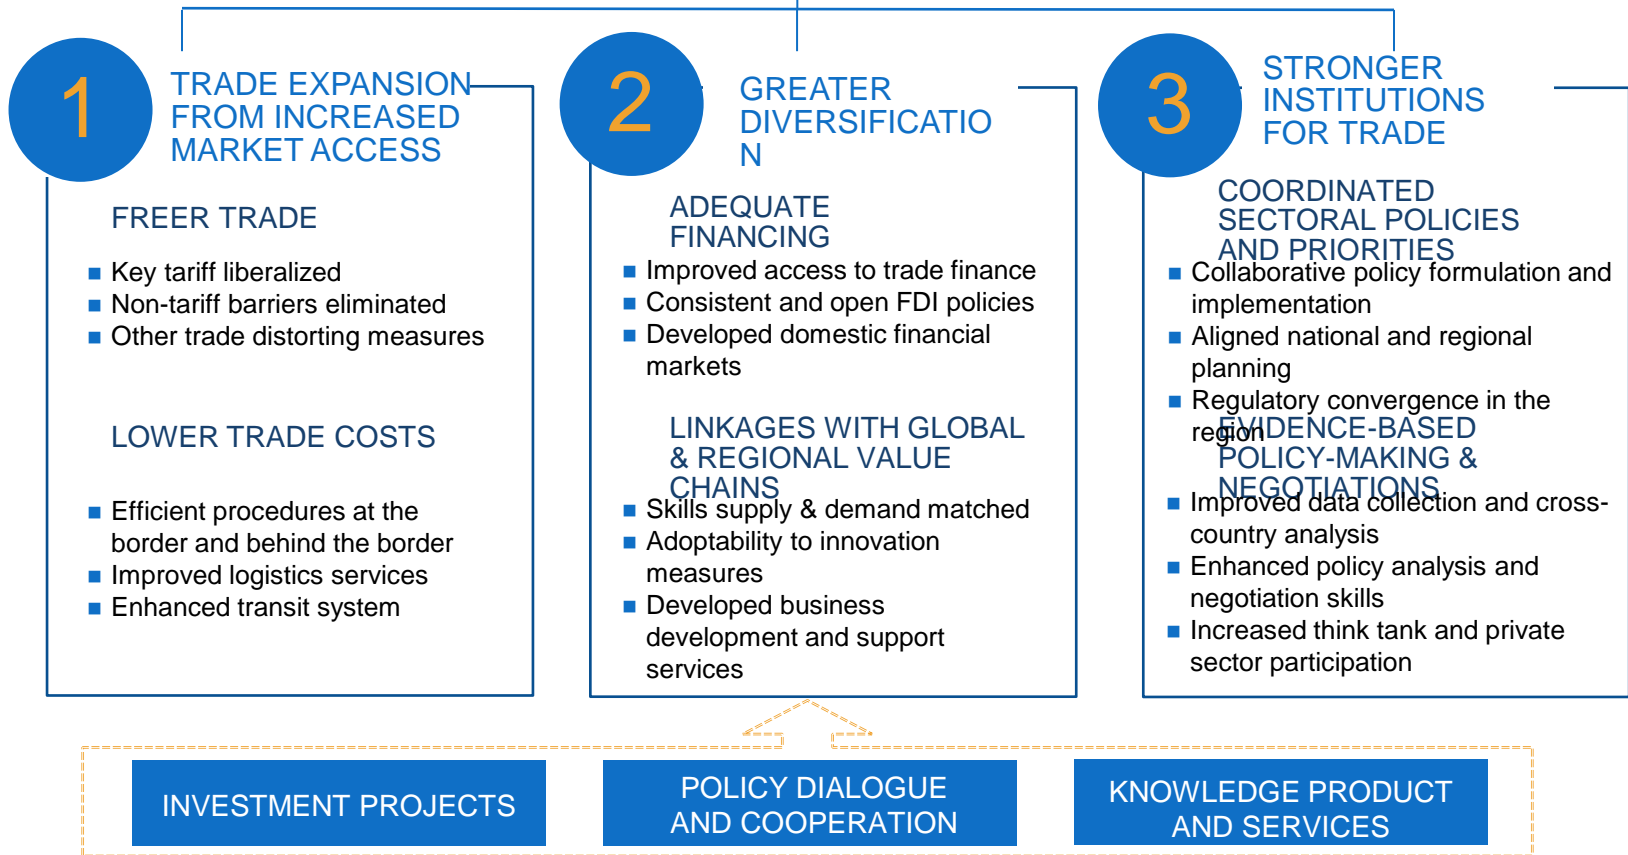 1
TRADE EXPANSION
FROM INCREASED
MARKET ACCESS
FREER TRADE
Key tariff liberalized
Non-tariff barriers eliminated
Other trade distorting measures
LOWER TRADE COSTS
Efficient procedures at the
border and behind the border
Improved logistics services
Enhanced transit system
2
GREATER
DIVERSIFICATIO
N
ADEQUATE
FINANCING
Improved access to trade finance
Consistent and open FDI policies
Developed domestic financial
markets
LINKAGES WITH GLOBAL
& REGIONAL VALUE
CHAINS
Skills supply & demand matched
Adoptability to innovation
measures
Developed business
development and support
services
3
STRONGER
INSTITUTIONS
FOR TRADE
COORDINATED
SECTORAL POLICIES
AND PRIORITIES
Collaborative policy formulation and
implementation
Aligned national and regional
planning
Regulatory convergence in the
region
EVIDENCE-BASED
POLICY-MAKING &
NEGOTIATIONS
Improved data collection and cross-
country analysis
Enhanced policy analysis and
negotiation skills
Increased think tank and private
sector participation
INVESTMENT PROJECTS
POLICY DIALOGUE
AND COOPERATION
KNOWLEDGE PRODUCT
AND SERVICES